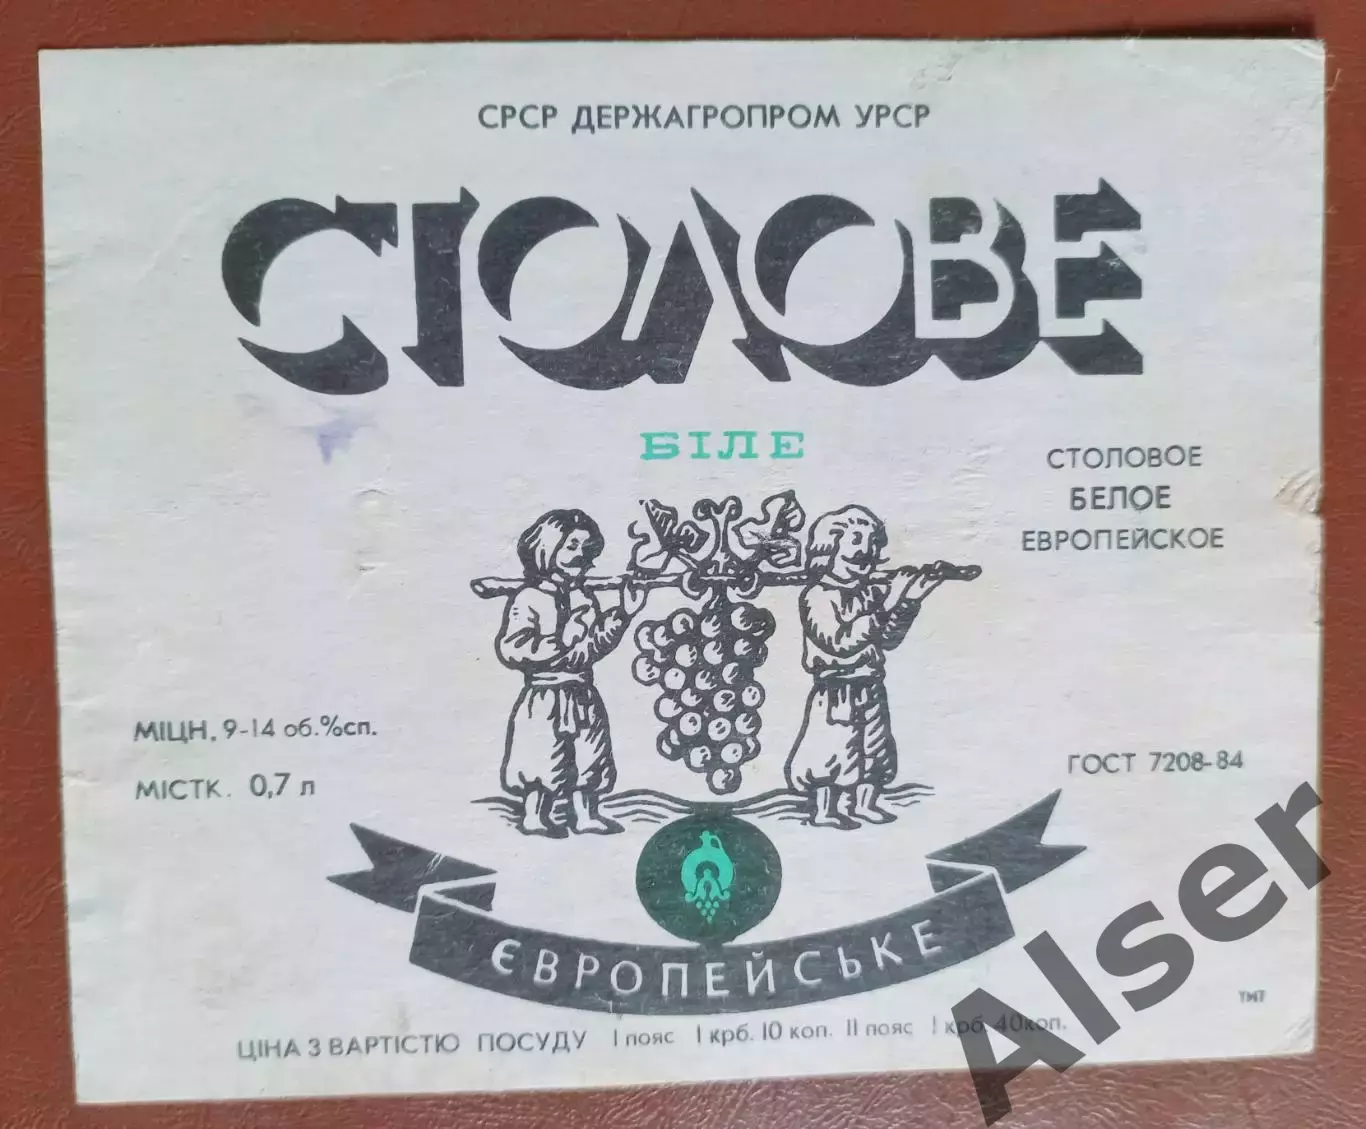 СРСР ДЕРЖАГРОПРОМ УРСР
СТОЛОВЕ
БІЛЕ
СТОЛОВОЕ
БЕЛОЕ
ЕВРОПЕЙСКОЕ
МІЦН. 9-14 об.%сп.
МІСТК. 0,7 л
ГОСТ 7208-84
ЄВРОПЕЙСЬКЕ
ТМТ
ЦІНА З ВАРТІСТЮ ПОСУДУ І пояс 1 крб. 10 коп. ІІ пояс 1 крб. 40коп.
Alser